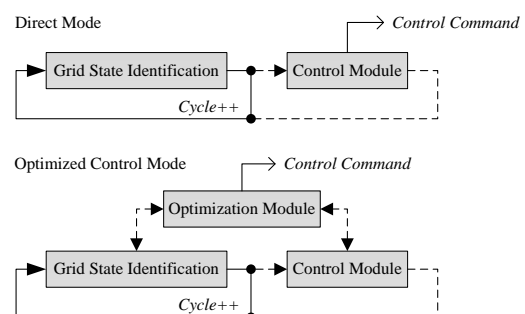 Direct Mode
Control Command
Grid State Identification
Control Module
Cycle++
Optimized Control Mode
Control Command
Optimization Module
Grid State Identification
Control Module
Cycle++